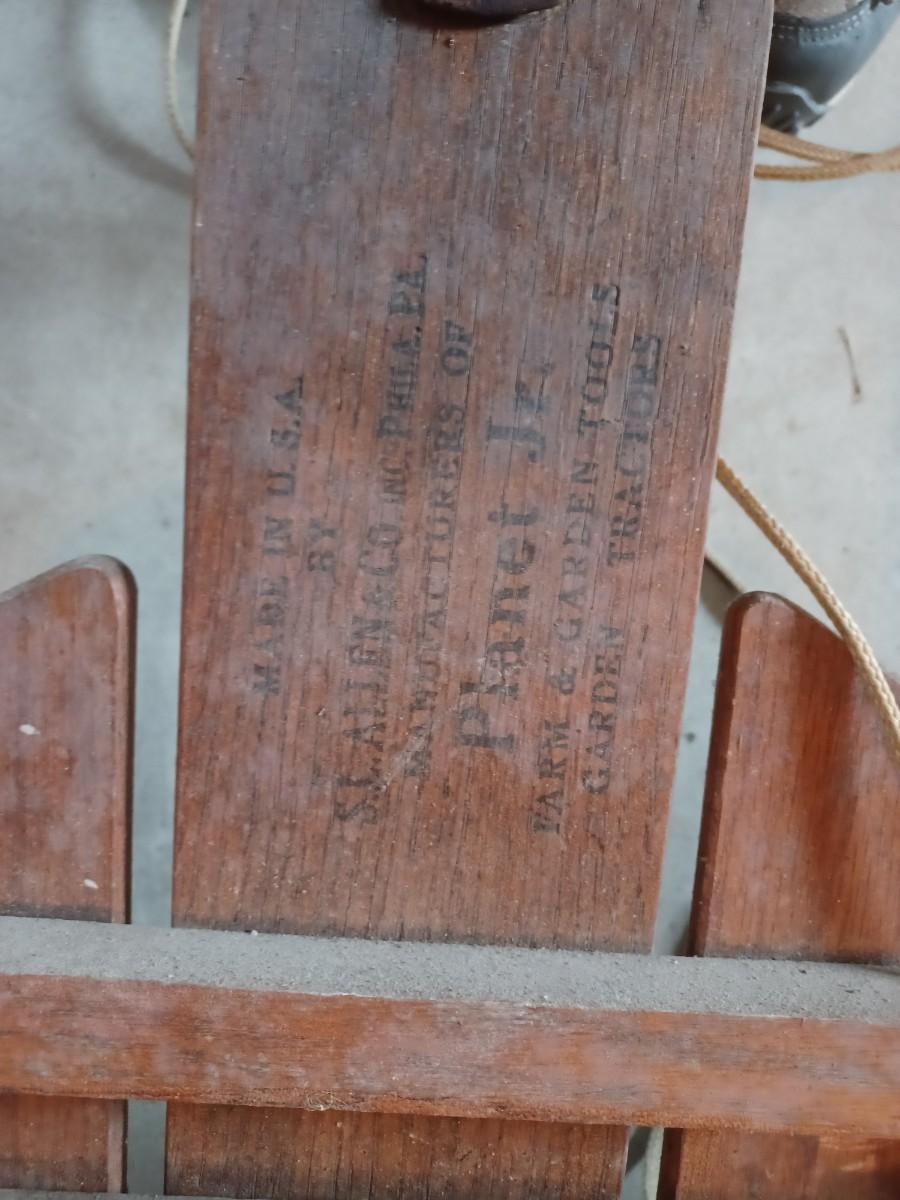 MADE IN U.S.A.
BY
S.L. ALLEN & CO. INC. PHILA. PA.
MANUFACTURERS OF
Planet Jr.
FARM & GARDEN TOOLS
GARDEN TRACTORS